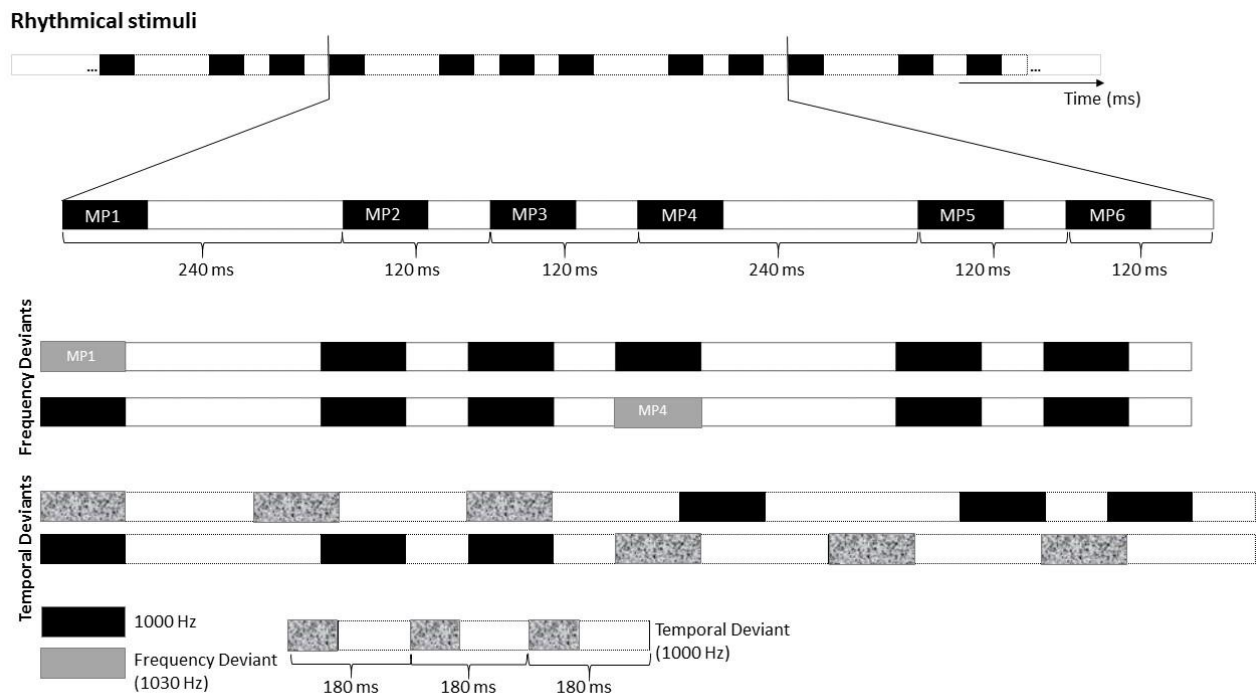 Rhythmical stimuli
...
...
Time (ms)
MP1 MP2 MP3 MP4 MP5 MP6
240 ms 120 ms 120 ms 240 ms 120 ms 120 ms
Frequency Deviants
MP1
MP4
Temporal Deviants
1000 Hz
Frequency Deviant
(1030 Hz)
Temporal Deviant
(1000 Hz)
180 ms 180 ms 180 ms